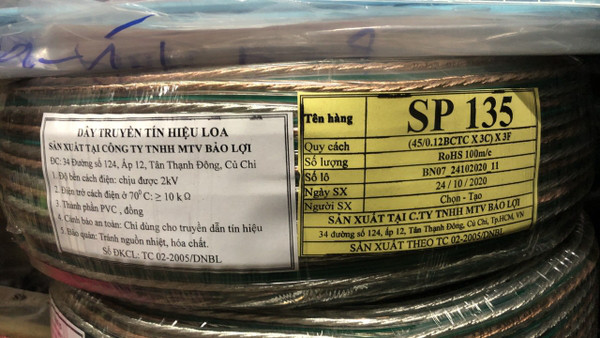 DÂY TRUYỀN TÍN HIỆU LOA
SẢN XUẤT TẠI CÔNG TY TNHH MTV BẢO LỢI
ĐC: 34 Đường số 124, Ấp 12, Tân Thạnh Đông, Củ Chi
1. Độ bền cách điện: chịu được 2kV
2. Điện trở cách điện ở 70⁰C: ≥ 10 kΩ
3. Thành phần PVC , đồng
4. Cảnh báo an toàn: Chỉ dùng cho truyền dẫn tín hiệu
5. Bảo quản: Tránh nguồn nhiệt, hóa chất.
Số ĐKCL: TC 02-2005/DNBL
Tên hàng SP 135
Quy cách (45/0.12BCTC X 3C) X 3F
Số lượng RoHS 100m/c
Số lô BN07_24102020_11
Ngày SX 24 / 10 / 2020
Người SX Chọn - Tạo
SẢN XUẤT TẠI C.TY TNHH MTV BẢO LỢI
34 đường số 124, ấp 12, Tân Thạnh Đông, Củ Chi, Tp.HCM, VN
SẢN XUẤT THEO TC 02-2005/DNBL